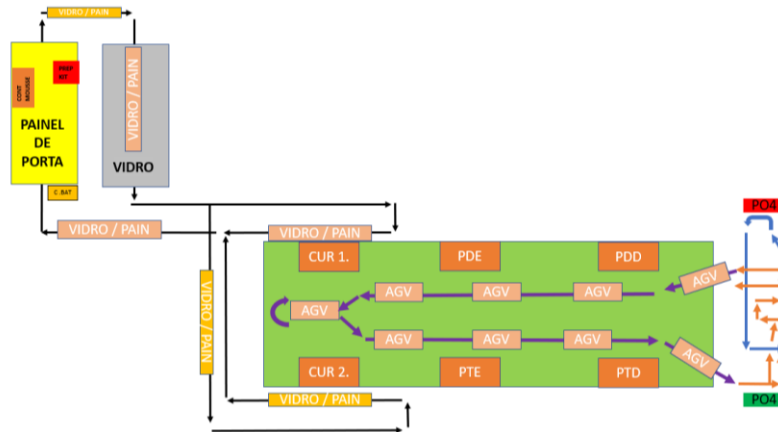 VIDRO / PAIN
PREP
KIT
CONT
MOUSSE
PAINEL
DE
PORTA
C .BAT
VIDRO / PAIN
VIDRO
VIDRO / PAIN
VIDRO / PAIN
VIDRO / PAIN
VIDRO / PAIN
CUR 1.
PDE
PDD
AGV
AGV
AGV
AGV
AGV
AGV
AGV
AGV
AGV
CUR 2.
PTE
PTD
PO4
PO4